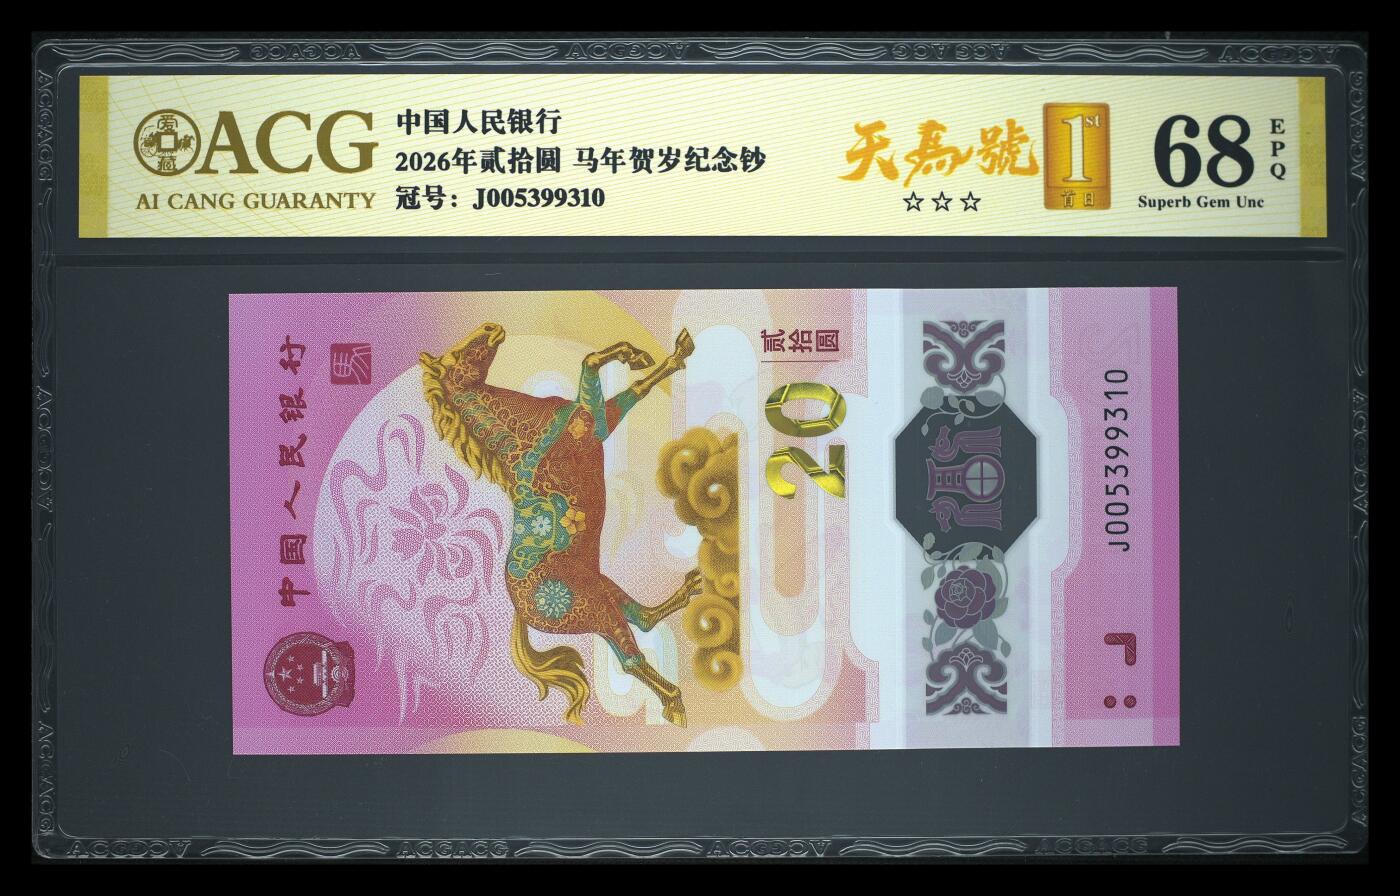 ACG
AI CANG GUARANTY
中国人民银行
2026年贰拾圆 马年贺岁纪念钞
冠号：J005399310
天馬號
☆☆☆
1st
首日
68
EPQ
Superb Gem Unc
中国人民银行
贰拾圆
20
J005399310